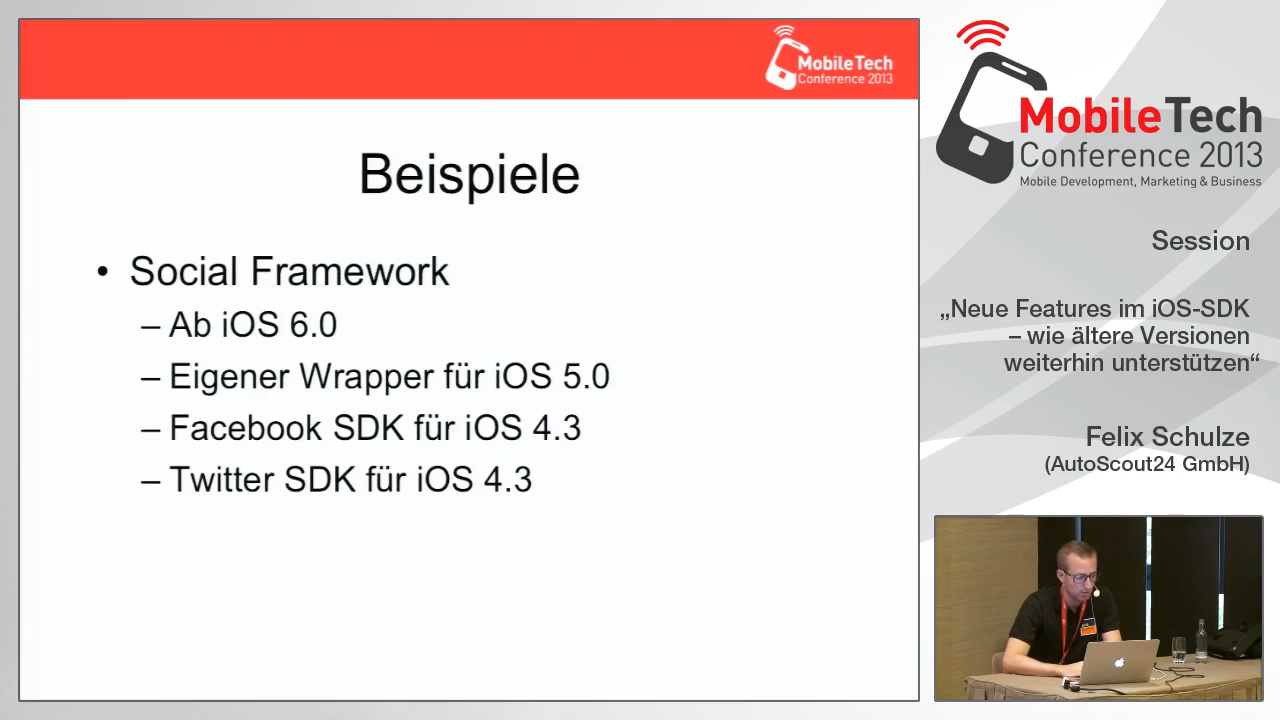 MobileTech
Conference 2013
Beispiele
• Social Framework
– Ab iOS 6.0
– Eigener Wrapper für iOS 5.0
– Facebook SDK für iOS 4.3
– Twitter SDK für iOS 4.3
MobileTech
Conference 2013
Mobile Development, Marketing & Business
Session
„Neue Features im iOS-SDK
– wie ältere Versionen
weiterhin unterstützen“
Felix Schulze
(AutoScout24 GmbH)